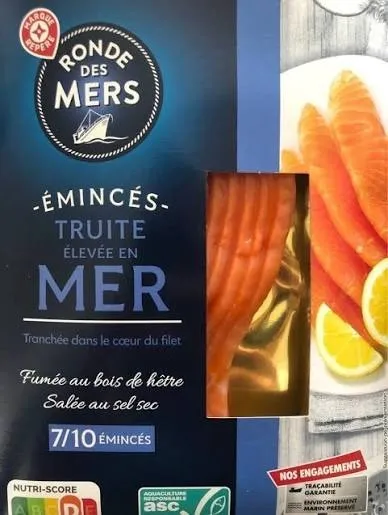 MARQUE
REPÈRE
RONDE
DES
MERS
-ÉMINCÉS-
TRUITE
ÉLEVÉE EN
MER
Tranchée dans le cœur du filet
Fumée au bois de hêtre
Salée au sel sec
7/10 ÉMINCÉS
NUTRI-SCORE
A B C D E
AQUACULTURE
RESPONSABLE
asc
NOS ENGAGEMENTS
TRAÇABILITÉ
GARANTIE
ENVIRONNEMENT
MARIN PRÉSERVÉ